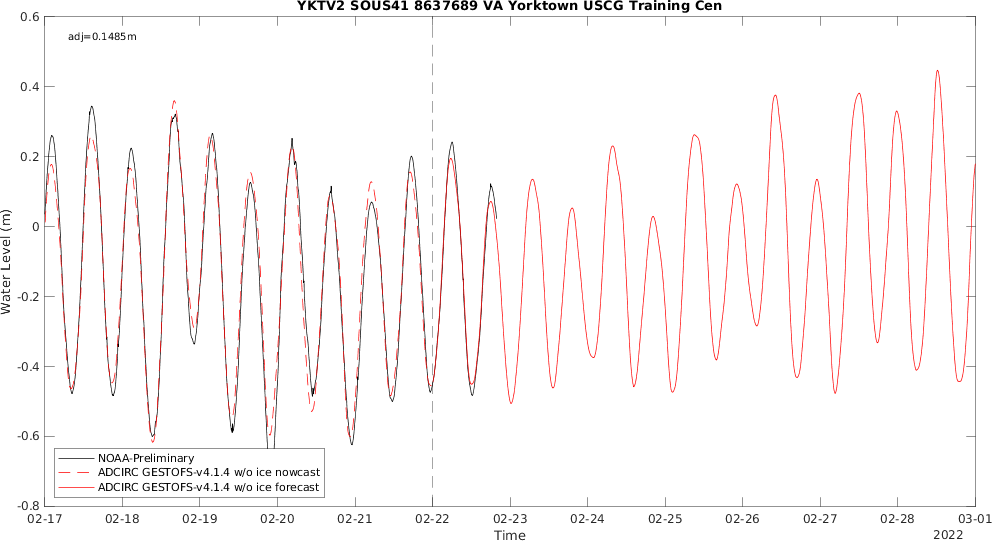 YKTV2 SOUS41 8637689 VA Yorktown USCG Training Cen
adj=0.1485m
0.6
0.4
0.2
0
-0.2
-0.4
-0.6
-0.8
Water Level (m)
NOAA-Preliminary
ADCIRC GESTOFS-v4.1.4 w/o ice nowcast
ADCIRC GESTOFS-v4.1.4 w/o ice forecast
02-17 02-18 02-19 02-20 02-21 02-22 02-23 02-24 02-25 02-26 02-27 02-28 03-01
Time
2022